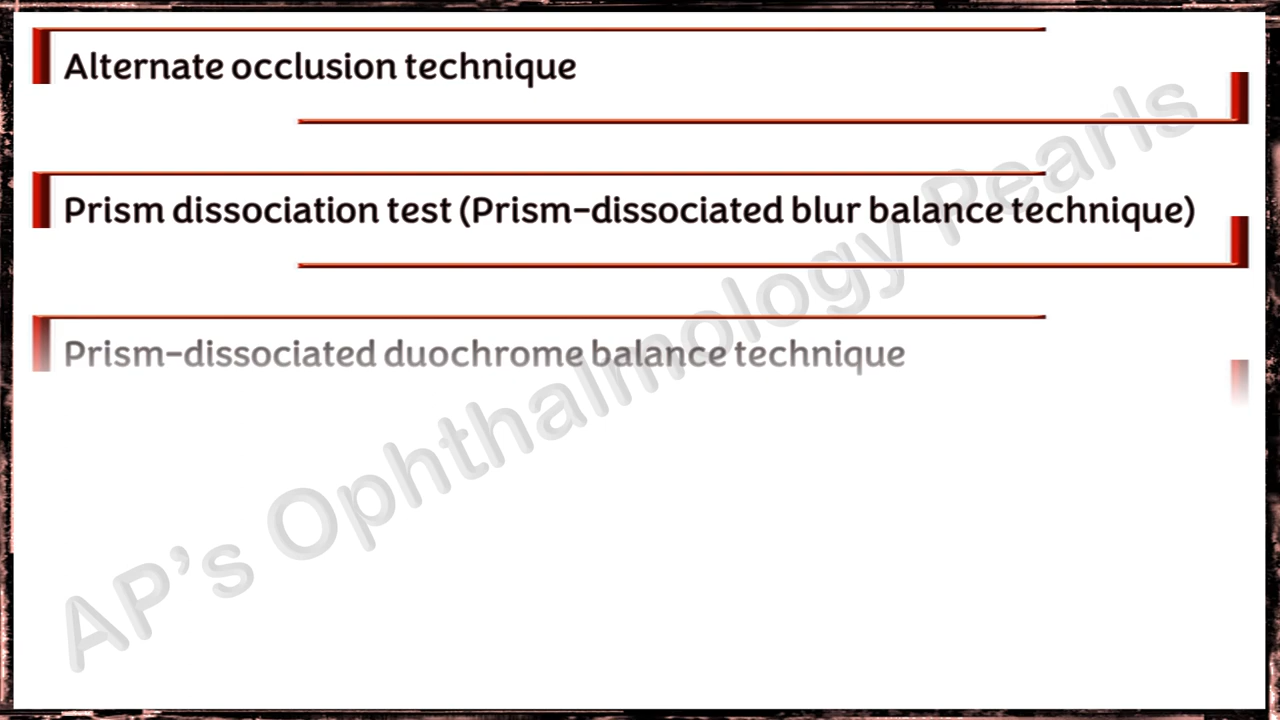 Alternate occlusion technique
Prism dissociation test (Prism-dissociated blur balance technique)
Prism-dissociated duochrome balance technique
AP's Ophthalmology Pearls